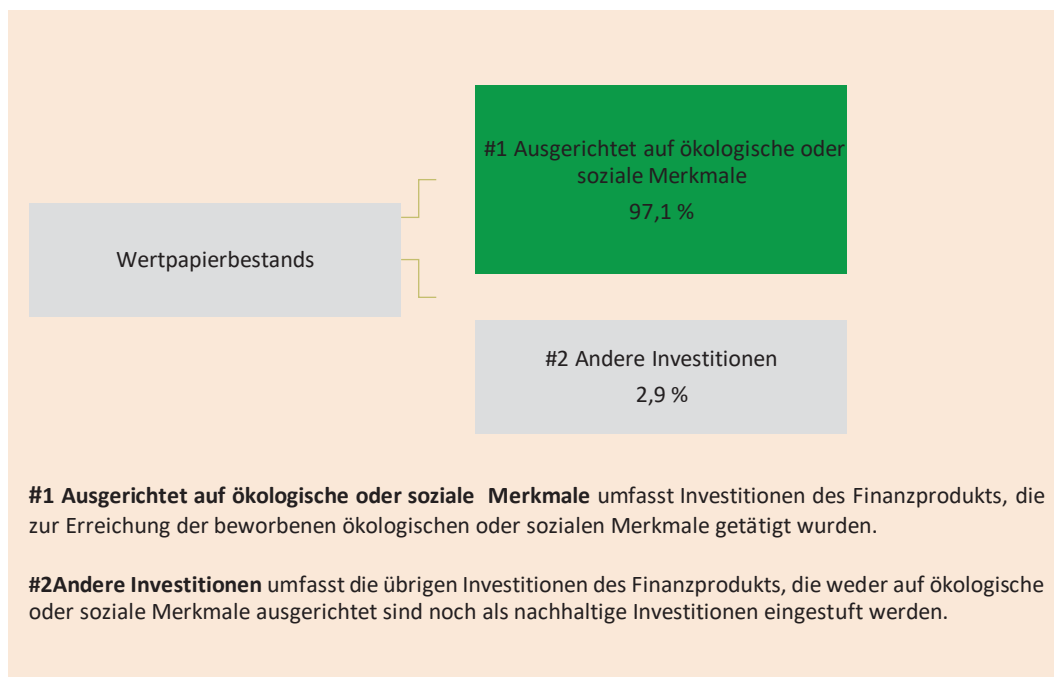 #1 Ausgerichtet auf ökologische oder
soziale Merkmale
97,1 %
Wertpapierbestands
#2 Andere Investitionen
2,9 %
#1 Ausgerichtet auf ökologische oder soziale Merkmale umfasst Investitionen des Finanzprodukts, die
zur Erreichung der beworbenen ökologischen oder sozialen Merkmale getätigt wurden.
#2Andere Investitionen umfasst die übrigen Investitionen des Finanzprodukts, die weder auf ökologische
oder soziale Merkmale ausgerichtet sind noch als nachhaltige Investitionen eingestuft werden.